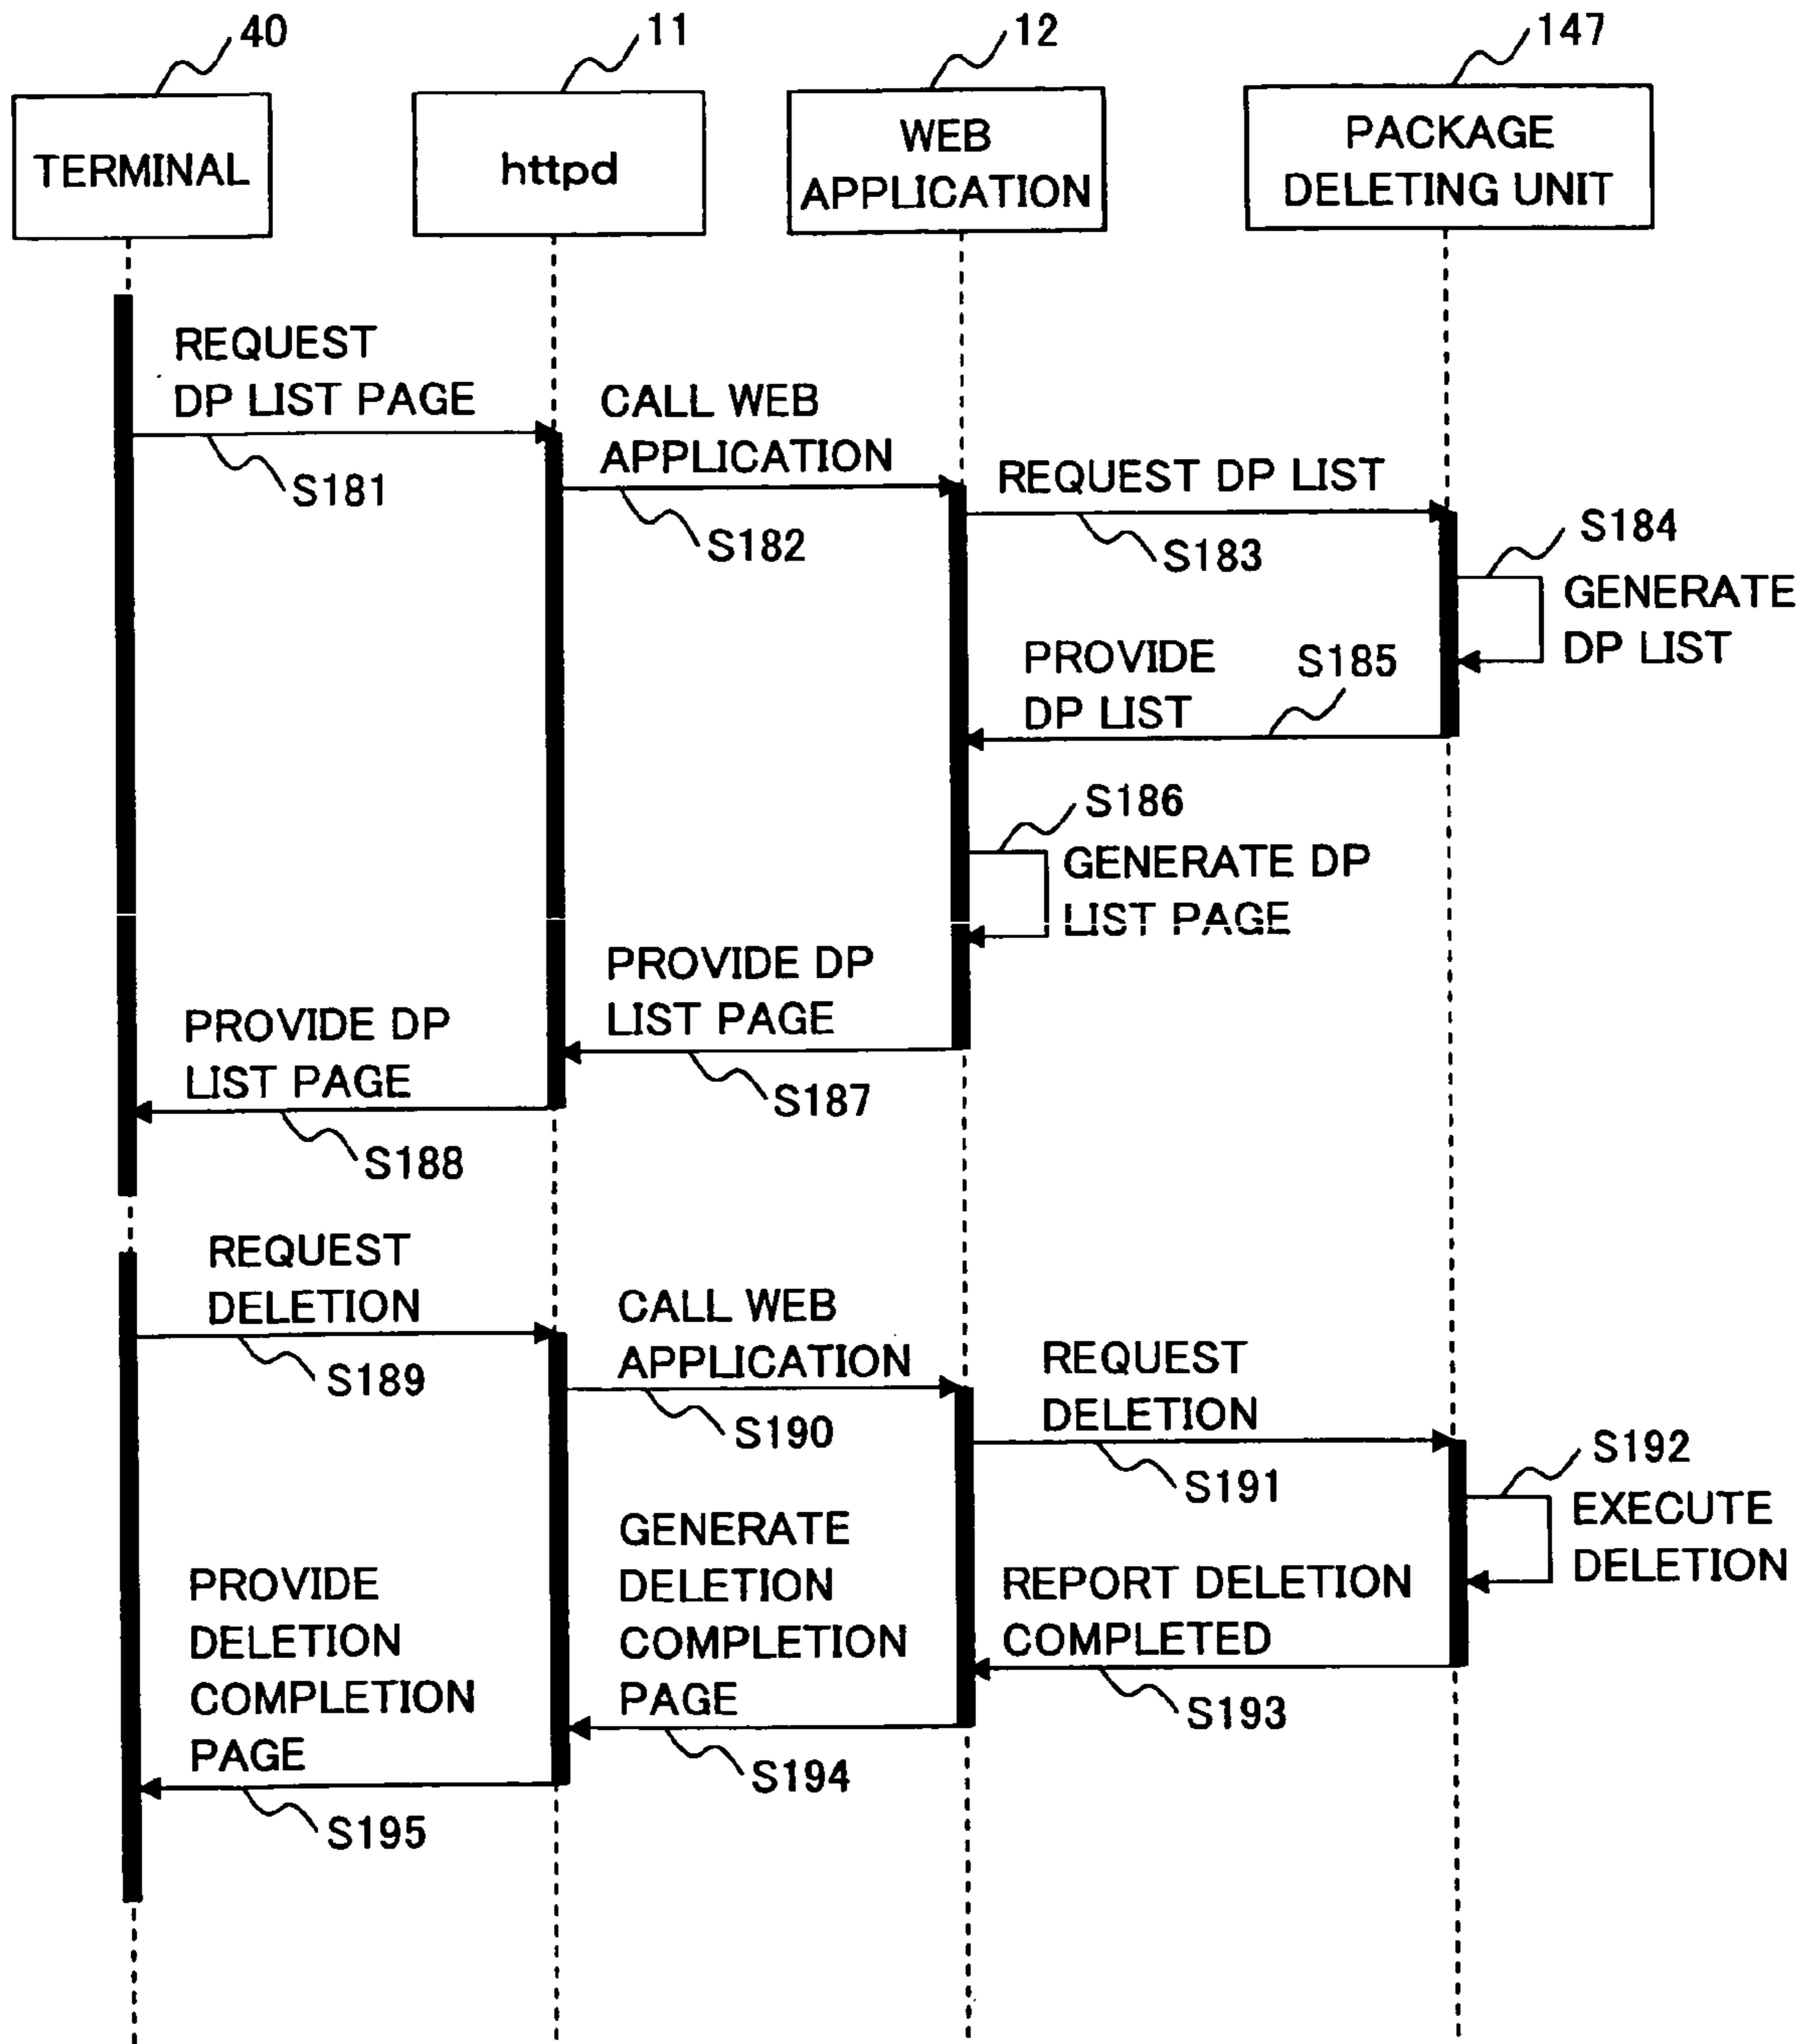 40
11
12
147
TERMINAL
httpd
WEB
APPLICATION
PACKAGE
DELETING UNIT
REQUEST
DP LIST PAGE
S181
CALL WEB
APPLICATION
S182
REQUEST DP LIST
S183
S184
GENERATE
DP LIST
PROVIDE
DP LIST
S185
S186
GENERATE DP
LIST PAGE
PROVIDE DP
LIST PAGE
S187
PROVIDE DP
LIST PAGE
S188
REQUEST
DELETION
S189
CALL WEB
APPLICATION
S190
REQUEST
DELETION
S191
S192
EXECUTE
DELETION
REPORT DELETION
COMPLETED
S193
GENERATE
DELETION
COMPLETION
PAGE
S194
PROVIDE
DELETION
COMPLETION
PAGE
S195